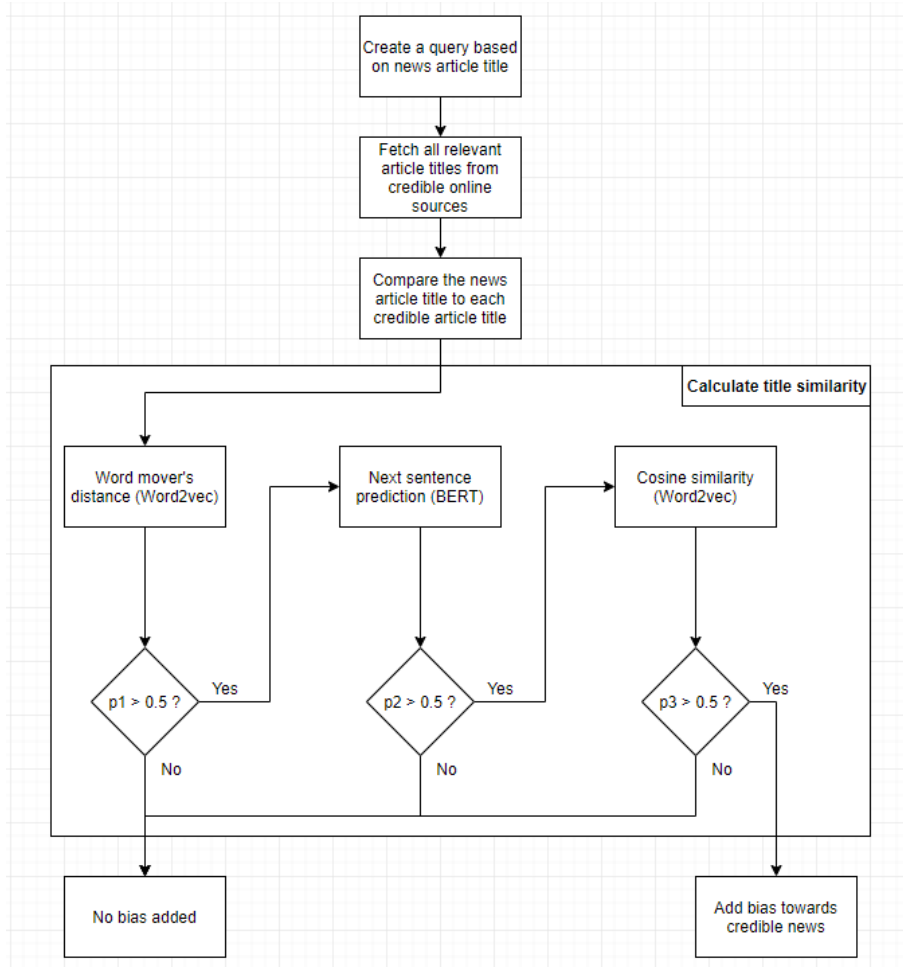 Create a query based
on news article title
Fetch all relevant
article titles from
credible online
sources
Compare the news
article title to each
credible article title
Calculate title similarity
Word mover's
distance (Word2vec)
Next sentence
prediction (BERT)
Cosine similarity
(Word2vec)
p1 > 0.5 ?
Yes
No
p2 > 0.5 ?
Yes
No
p3 > 0.5 ?
Yes
No
No bias added
Add bias towards
credible news